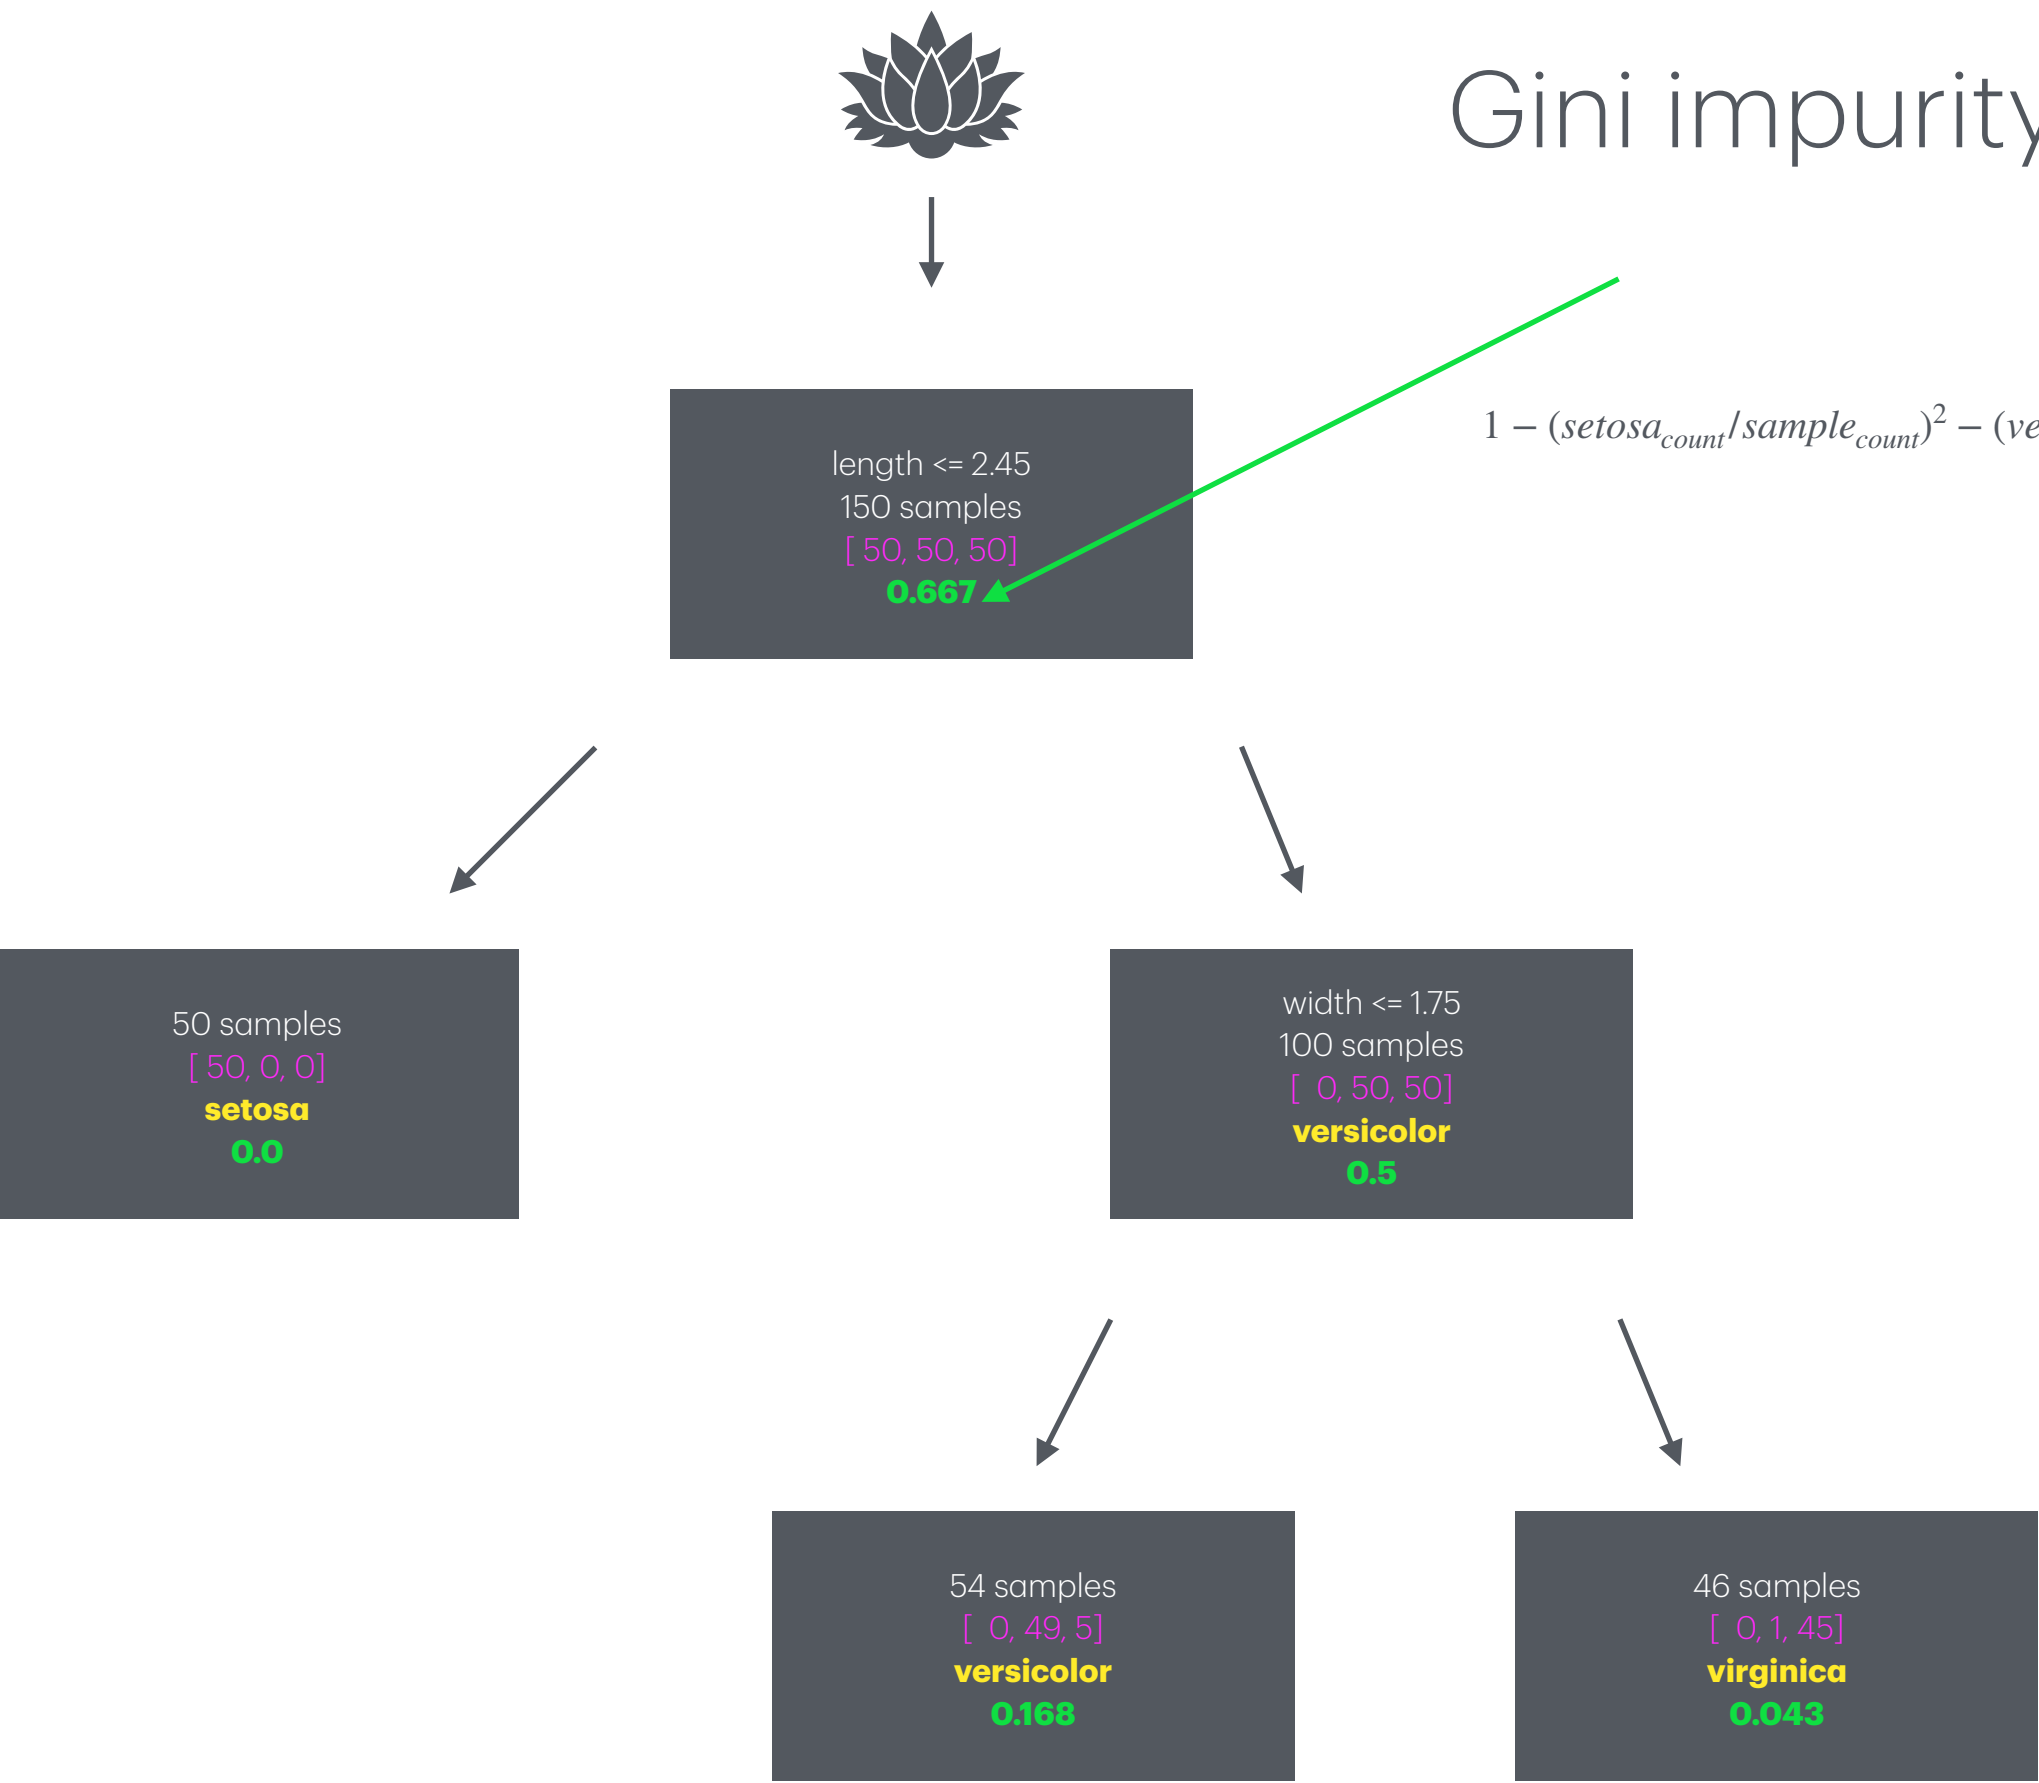 Gini impurity
1 − (setosa_count/sample_count)² − (ve
length <= 2.45
150 samples
[ 50, 50, 50]
0.667
50 samples
[ 50, 0, 0]
setosa
0.0
width <= 1.75
100 samples
[ 0, 50, 50]
versicolor
0.5
54 samples
[ 0, 49, 5]
versicolor
0.168
46 samples
[ 0, 1, 45]
virginica
0.043